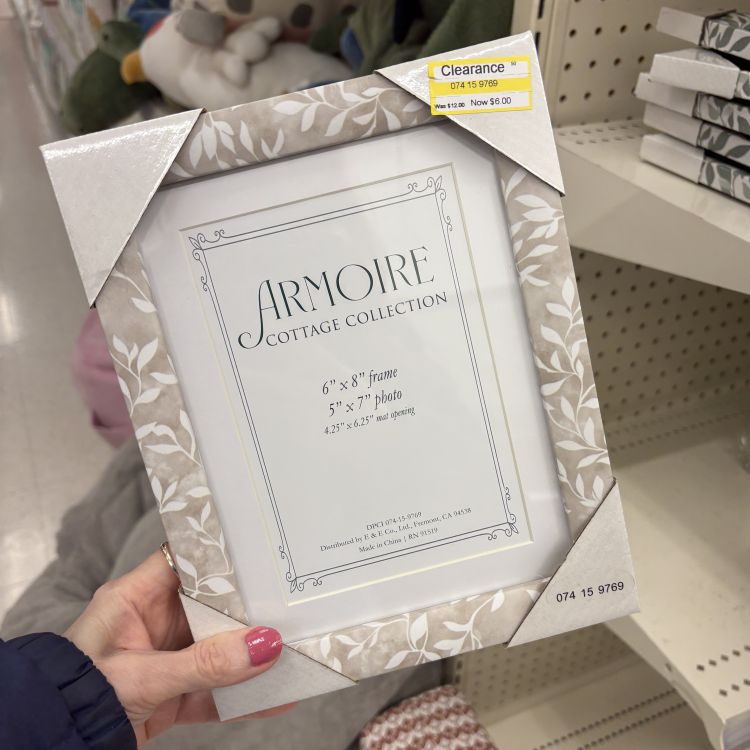 Clearance 50
074 15 9769
Was $12.00 Now $6.00
ARMOIRE
COTTAGE COLLECTION
6" x 8" frame
5" x 7" photo
4.25" x 6.25" mat opening
DPCI 074-15-9769
Distributed by E & E Co., Ltd., Fremont, CA 94538
Made in China | RN 91519
074 15 9769